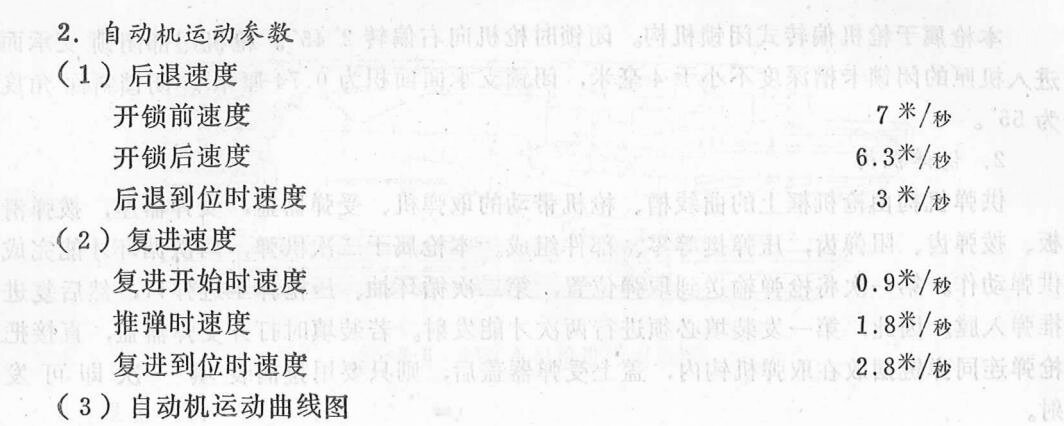 2. 自动机运动参数
（1）后退速度
开锁前速度 7 米/秒
开锁后速度 6.3米/秒
后退到位时速度 3 米/秒
（2）复进速度
复进开始时速度 0.9米/秒
推弹时速度 1.8米/秒
复进到位时速度 2.8米/秒
（3）自动机运动曲线图